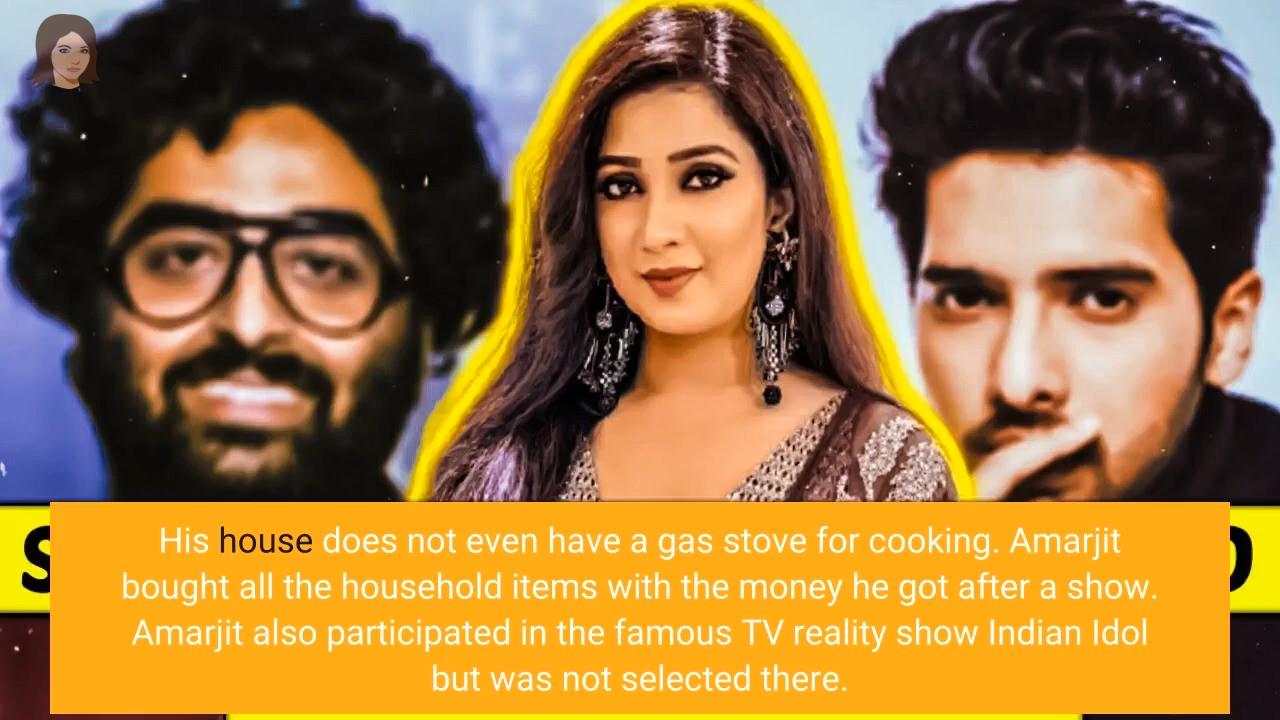 His house does not even have a gas stove for cooking. Amarjit
bought all the household items with the money he got after a show.
Amarjit also participated in the famous TV reality show Indian Idol
but was not selected there.